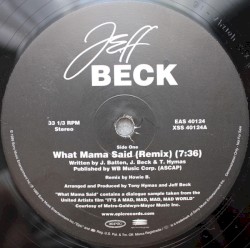 Jeff
BECK
33 1/3 RPM
Stereo
EAS 40124
XSS 40124A
Side One
What Mama Said (Remix) (7:36)
Written by J. Batten, J. Beck & T. Hymas
Published by WB Music Corp. (ASCAP)
Remix by Howie B.
Arranged and Produced by Tony Hymas and Jeff Beck
"What Mama Said" contains a dialogue sample taken from the
United Artists film "IT'S A MAD, MAD, MAD, MAD WORLD"
Courtesy of Metro-Goldwyn-Mayer Music Inc.
www.epicrecords.com